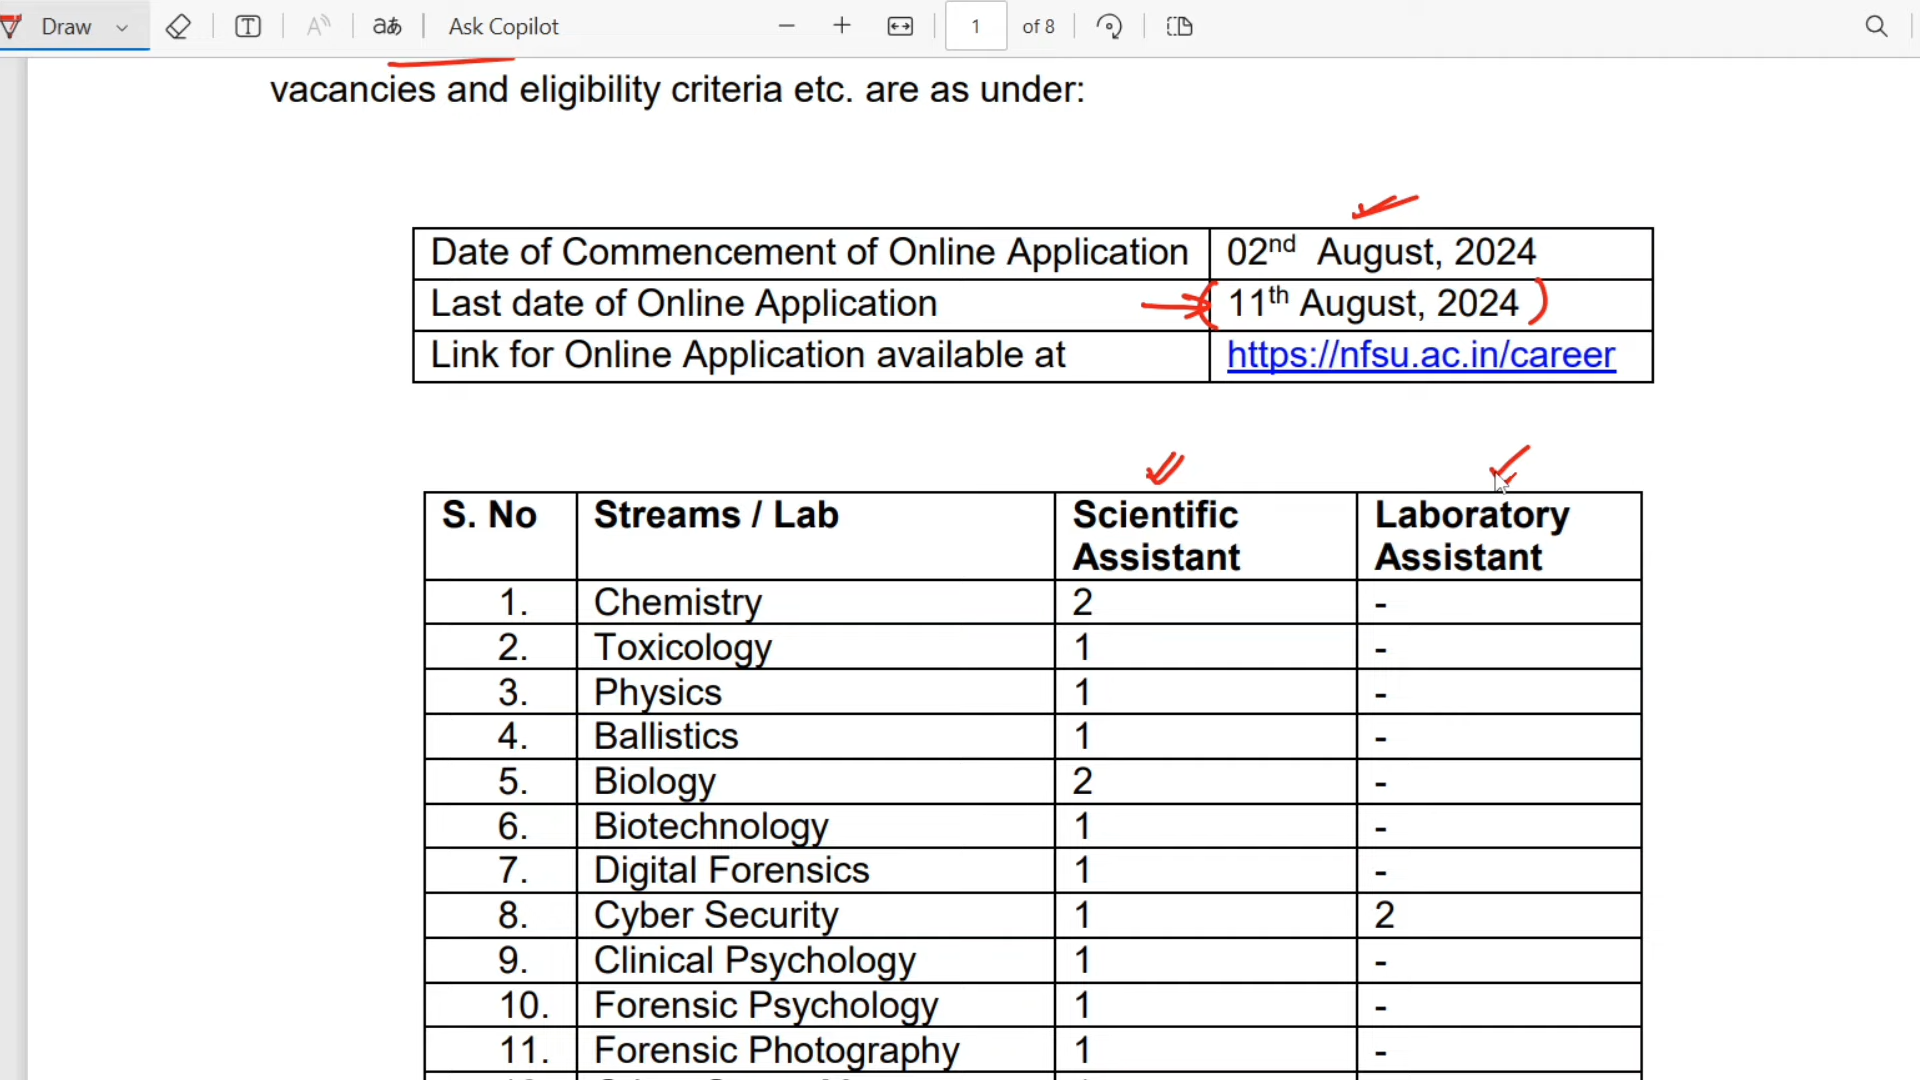 Draw aあ Ask Copilot 1 of 8
vacancies and eligibility criteria etc. are as under:
Date of Commencement of Online Application 02nd August, 2024
Last date of Online Application 11th August, 2024
Link for Online Application available at https://nfsu.ac.in/career
S. No Streams / Lab Scientific Assistant Laboratory Assistant
1. Chemistry 2 -
2. Toxicology 1 -
3. Physics 1 -
4. Ballistics 1 -
5. Biology 2 -
6. Biotechnology 1 -
7. Digital Forensics 1 -
8. Cyber Security 1 2
9. Clinical Psychology 1 -
10. Forensic Psychology 1 -
11. Forensic Photography 1 -